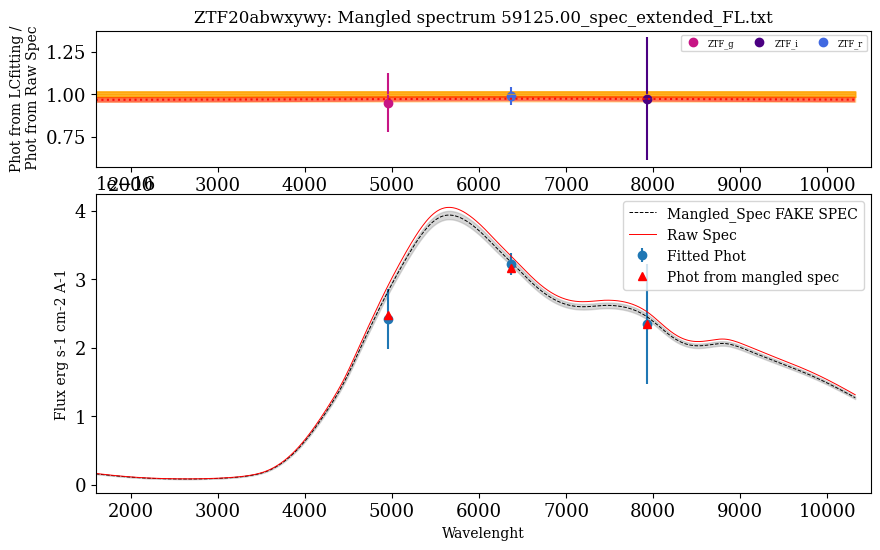 ZTF20abwxywy: Mangled spectrum 59125.00_spec_extended_FL.txt
Phot from LCfitting /
Phot from Raw Spec
1.25
1.00
0.75
ZTF_g
ZTF_i
ZTF_r
2000 3000 4000 5000 6000 7000 8000 9000 10000
1e−16
4
3
2
1
0
Flux erg s-1 cm-2 A-1
Mangled_Spec FAKE SPEC
Raw Spec
Fitted Phot
Phot from mangled spec
2000 3000 4000 5000 6000 7000 8000 9000 10000
Wavelenght